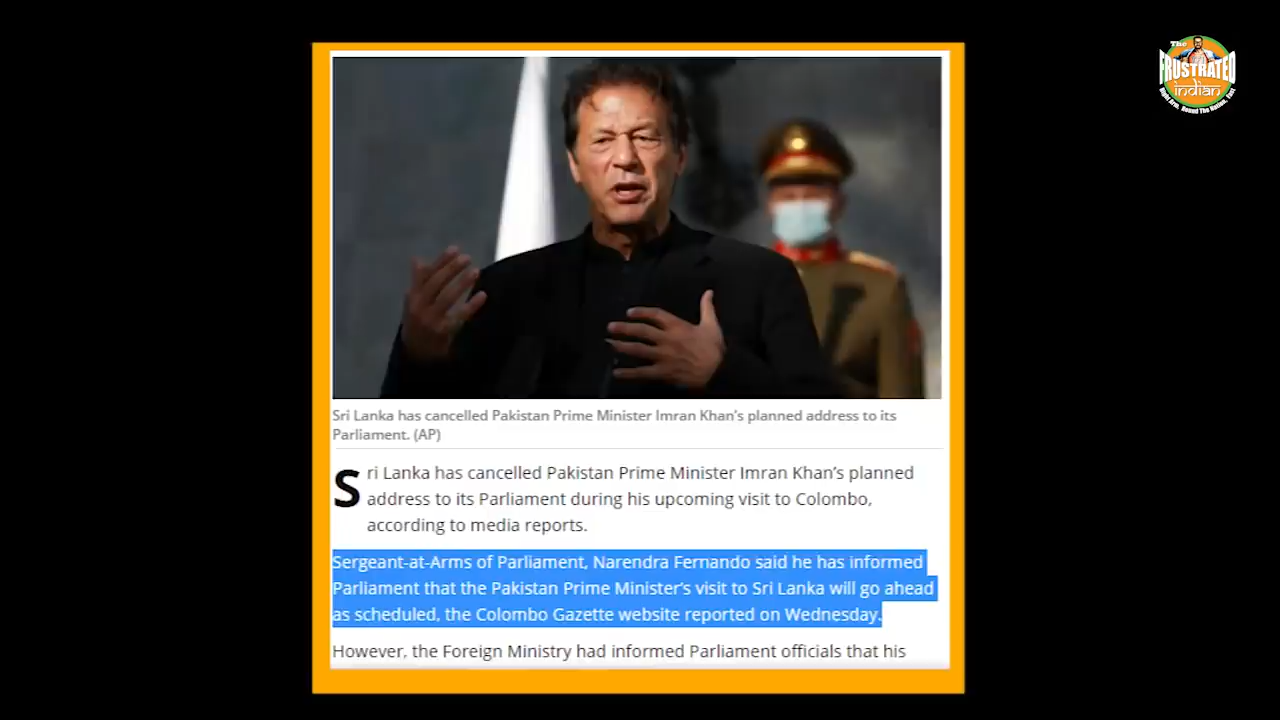 The
FRUSTRATED
indian
Sri Lanka has cancelled Pakistan Prime Minister Imran Khan's planned address to its
Parliament. (AP)
Sri Lanka has cancelled Pakistan Prime Minister Imran Khan's planned
address to its Parliament during his upcoming visit to Colombo,
according to media reports.
Sergeant-at-Arms of Parliament, Narendra Fernando said he has informed
Parliament that the Pakistan Prime Minister's visit to Sri Lanka will go ahead
as scheduled, the Colombo Gazette website reported on Wednesday.
However, the Foreign Ministry had informed Parliament officials that his